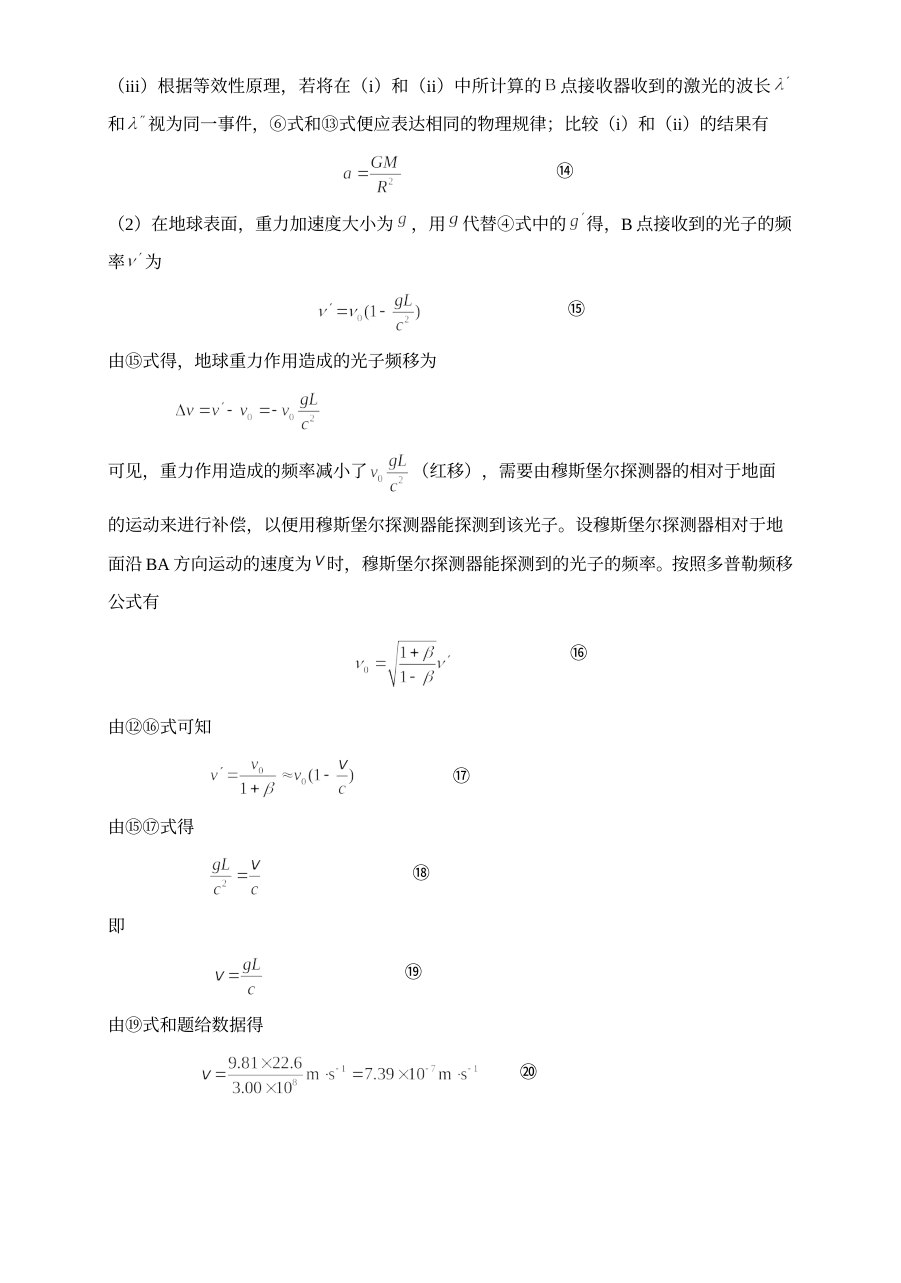 （iii）根据等效性原理，若将在（i）和（ii）中所计算的 B 点接收器收到的激光的波长 λ′
和 λ″ 视为同一事件，⑥式和⑬式便应表达相同的物理规律；比较（i）和（ii）的结果有
a = GM/R² ⑭
（2）在地球表面，重力加速度大小为 g ，用 g 代替④式中的 g′ 得，B 点接收到的光子的频
率 ν′ 为
ν′ = ν₀(1 - gL/c²) ⑮
由⑮式得，地球重力作用造成的光子频移为
Δν = ν′ - ν₀ = -ν₀ gL/c²
可见，重力作用造成的频率减小了 ν₀ gL/c² （红移），需要由穆斯堡尔探测器的相对于地面
的运动来进行补偿，以便用穆斯堡尔探测器能探测到该光子。设穆斯堡尔探测器相对于地
面沿 BA 方向运动的速度为 v 时，穆斯堡尔探测器能探测到的光子的频率。按照多普勒频移
公式有
ν₀ = √((1 + β)/(1 - β)) ν′ ⑯
由⑫⑯式可知
ν′ = ν₀/(1 + β) ≈ ν₀(1 - v/c) ⑰
由⑮⑰式得
gL/c² = v/c ⑱
即
v = gL/c ⑲
由⑲式和题给数据得
v = (9.81×22.6)/(3.00×10⁸) m·s⁻¹ = 7.39×10⁻⁷ m·s⁻¹ ⑳